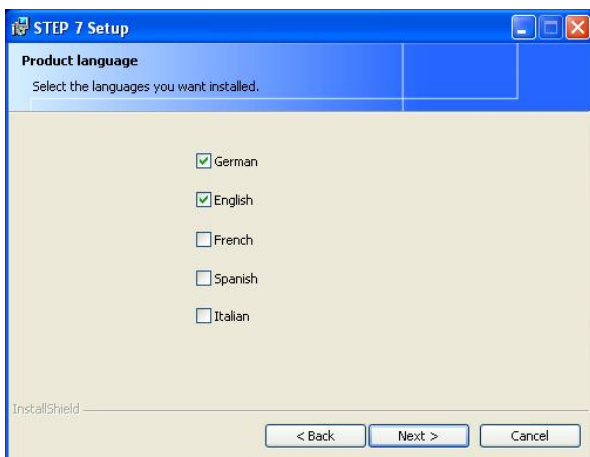 STEP 7 Setup
Product language
Select the languages you want installed.
German
English
French
Spanish
Italian
InstallShield
< Back
Next >
Cancel